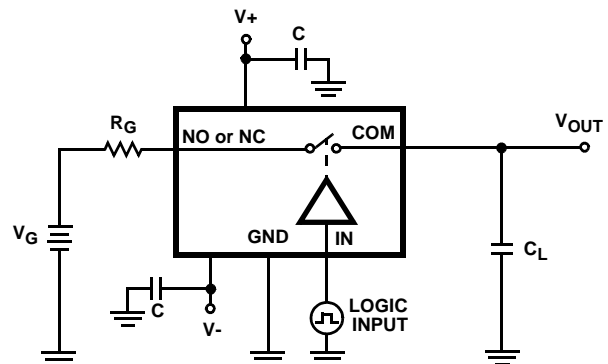 V+
C
RG
NO or NC
COM
VOUT
VG
GND
IN
CL
C
V-
LOGIC
INPUT